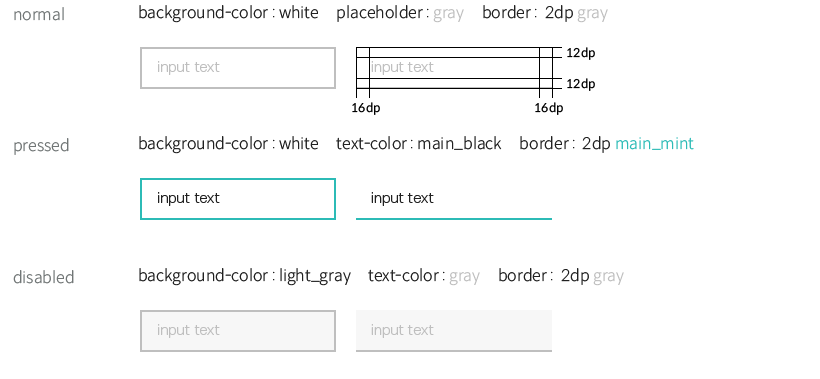 normal
background-color : white placeholder : gray border : 2dp gray
input text
input text
12dp
12dp
16dp 16dp
pressed
background-color : white text-color : main_black border : 2dp main_mint
input text input text
disabled
background-color : light_gray text-color : gray border : 2dp gray
input text input text